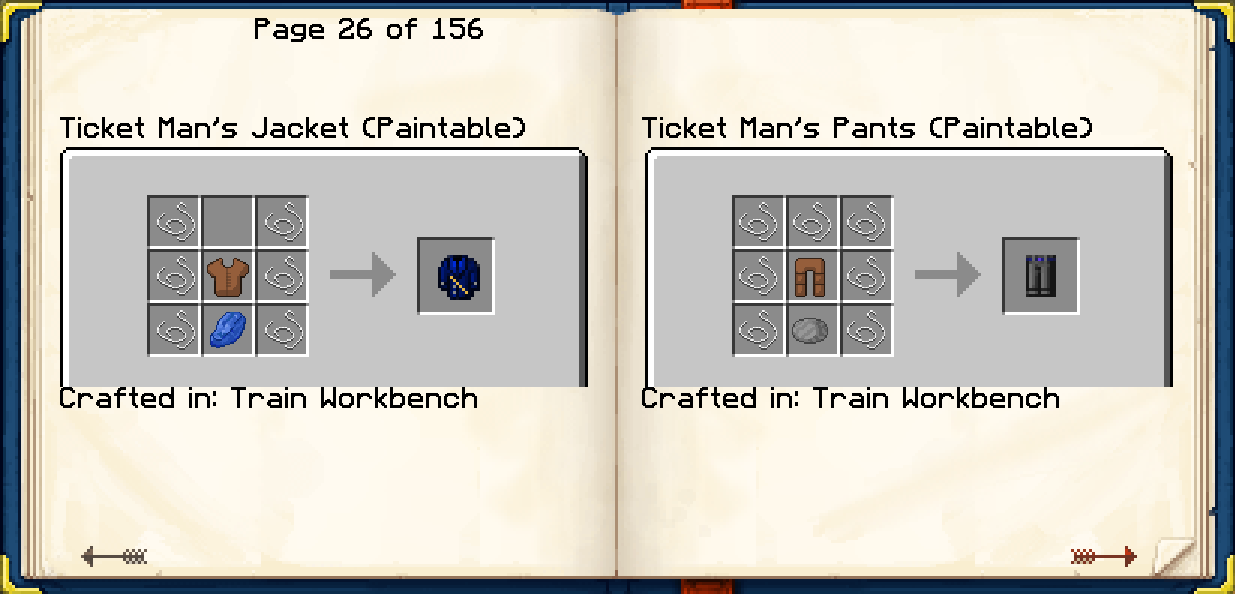 Page 26 of 156
Ticket Man's Jacket (Paintable)
Crafted in: Train Workbench
Ticket Man's Pants (Paintable)
Crafted in: Train Workbench